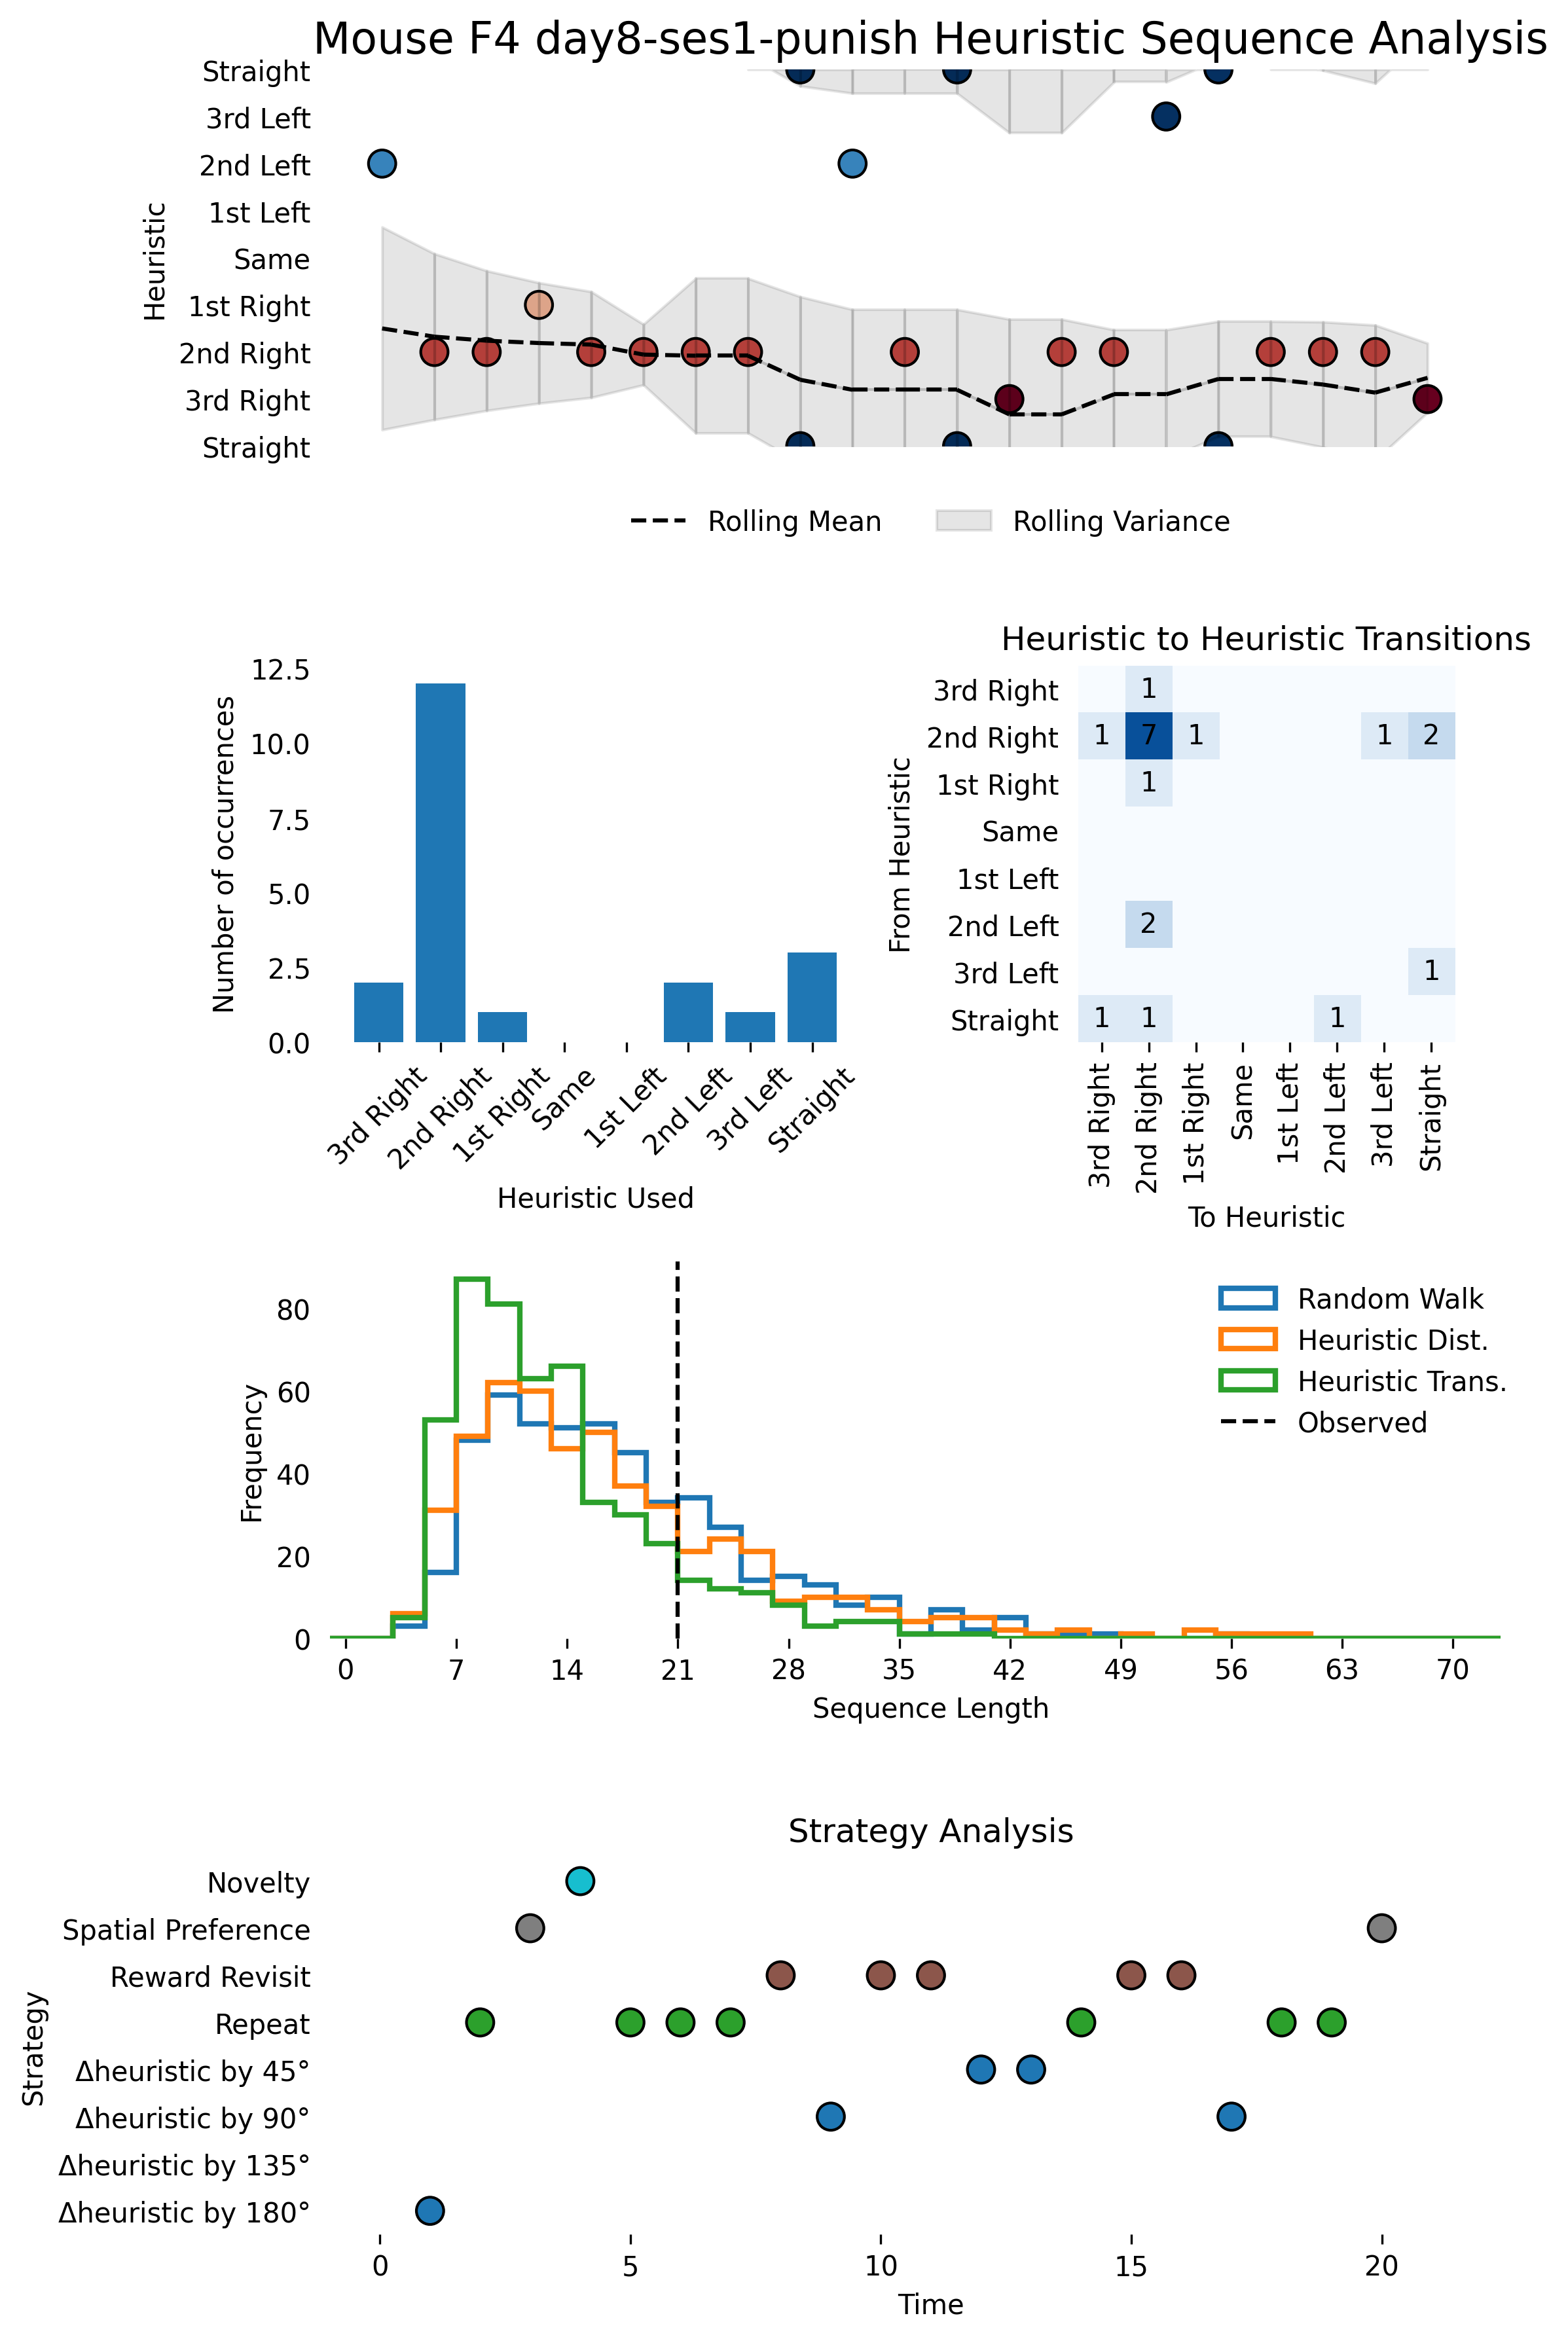 Mouse F4 day8-ses1-punish Heuristic Sequence Analysis
Heuristic
Straight
3rd Left
2nd Left
1st Left
Same
1st Right
2nd Right
3rd Right
Straight
Rolling Mean
Rolling Variance
Number of occurrences
12.5
10.0
7.5
5.0
2.5
0.0
3rd Right
2nd Right
1st Right
Same
1st Left
2nd Left
3rd Left
Straight
Heuristic Used
Heuristic to Heuristic Transitions
From Heuristic
3rd Right 1
2nd Right 1 7 1 1 2
1st Right 1
Same
1st Left
2nd Left 2
3rd Left 1
Straight 1 1 1
3rd Right
2nd Right
1st Right
Same
1st Left
2nd Left
3rd Left
Straight
To Heuristic
Frequency
80
60
40
20
0
0 7 14 21 28 35 42 49 56 63 70
Sequence Length
Random Walk
Heuristic Dist.
Heuristic Trans.
Observed
Strategy Analysis
Strategy
Novelty
Spatial Preference
Reward Revisit
Repeat
Δheuristic by 45°
Δheuristic by 90°
Δheuristic by 135°
Δheuristic by 180°
0 5 10 15 20
Time